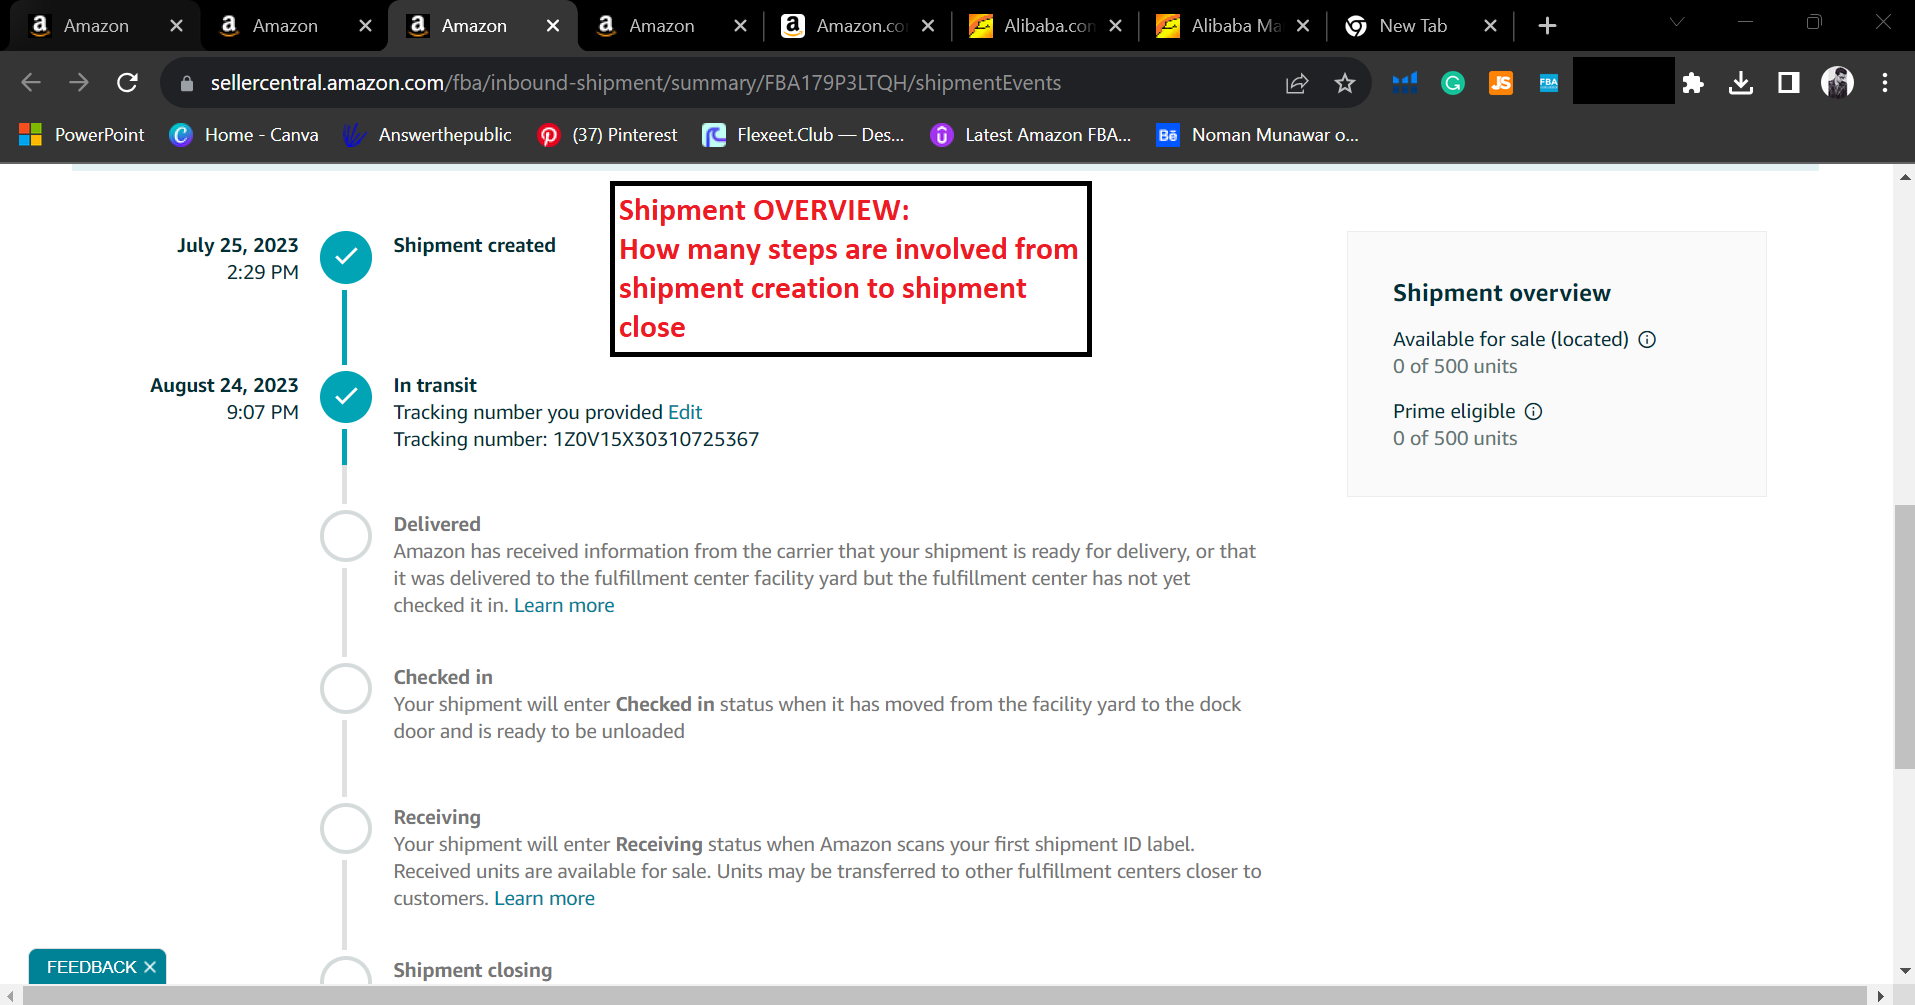 Amazon
Amazon
Amazon
Amazon
Amazon.co
Alibaba.con
Alibaba Ma
New Tab
sellercentral.amazon.com/fba/inbound-shipment/summary/FBA179P3LTQH/shipmentEvents
G
JS
FBA
PowerPoint
Home - Canva
Answerthepublic
(37) Pinterest
Flexeet.Club — Des...
Latest Amazon FBA...
Bē
Noman Munawar o...
Shipment OVERVIEW:
How many steps are involved from
shipment creation to shipment
close
July 25, 2023
2:29 PM
Shipment created
August 24, 2023
9:07 PM
In transit
Tracking number you provided Edit
Tracking number: 1Z0V15X30310725367
Delivered
Amazon has received information from the carrier that your shipment is ready for delivery, or that
it was delivered to the fulfillment center facility yard but the fulfillment center has not yet
checked it in. Learn more
Checked in
Your shipment will enter Checked in status when it has moved from the facility yard to the dock
door and is ready to be unloaded
Receiving
Your shipment will enter Receiving status when Amazon scans your first shipment ID label.
Received units are available for sale. Units may be transferred to other fulfillment centers closer to
customers. Learn more
Shipment closing
Shipment overview
Available for sale (located)
0 of 500 units
Prime eligible
0 of 500 units
FEEDBACK